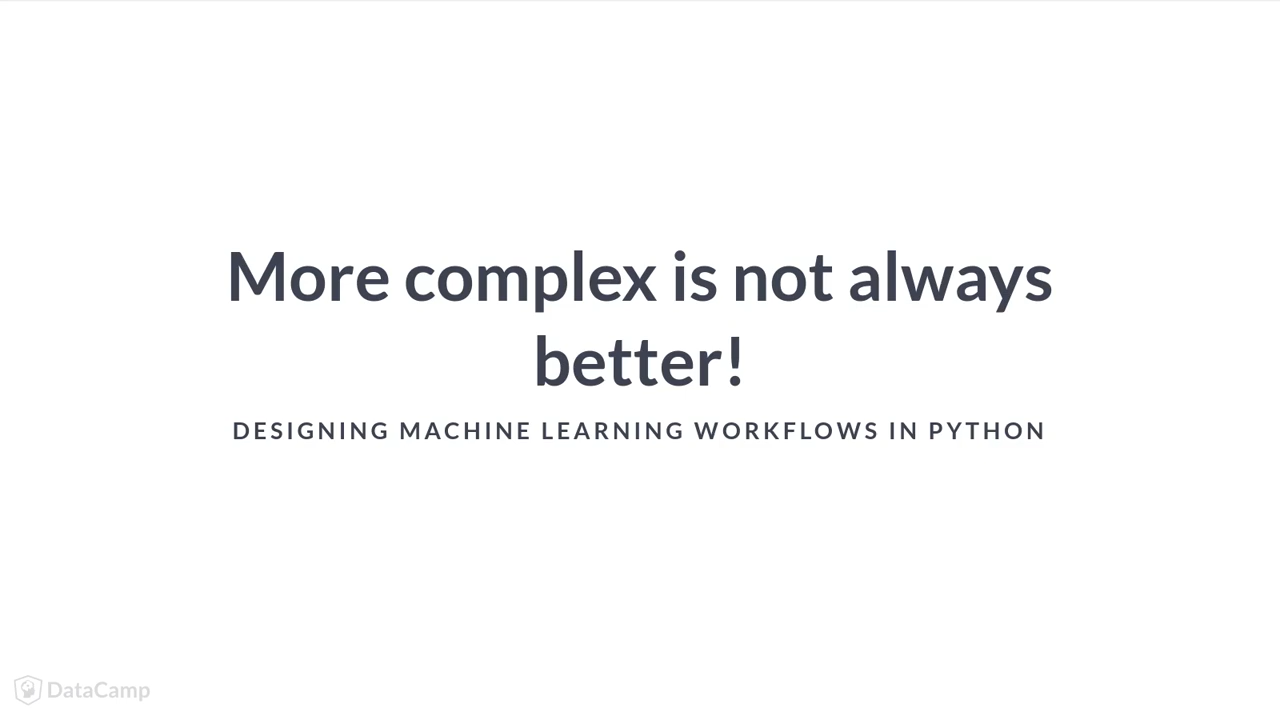 More complex is not always
better!
DESIGNING MACHINE LEARNING WORKFLOWS IN PYTHON
DataCamp